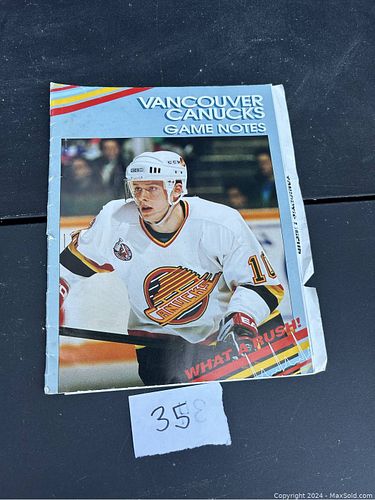 VANCOUVER
CANUCKS
GAME NOTES
CANUCKS
10
WHAT A RUSH!
358
Copyright 2024 - MaxSold.com